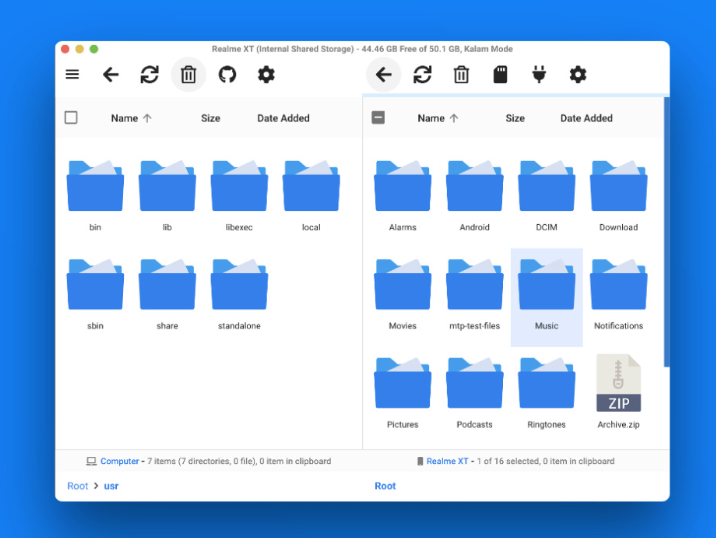 Realme XT (Internal Shared Storage) - 44.46 GB Free of 50.1 GB, Kalam Mode
Name Size Date Added
bin lib libexec local
sbin share standalone
Computer - 7 items (7 directories, 0 file), 0 item in clipboard
Root > usr
Name Size Date Added
Alarms Android DCIM Download
Movies mtp-test-files Music Notifications
Pictures Podcasts Ringtones Archive.zip
ZIP
Realme XT - 1 of 16 selected, 0 item in clipboard
Root